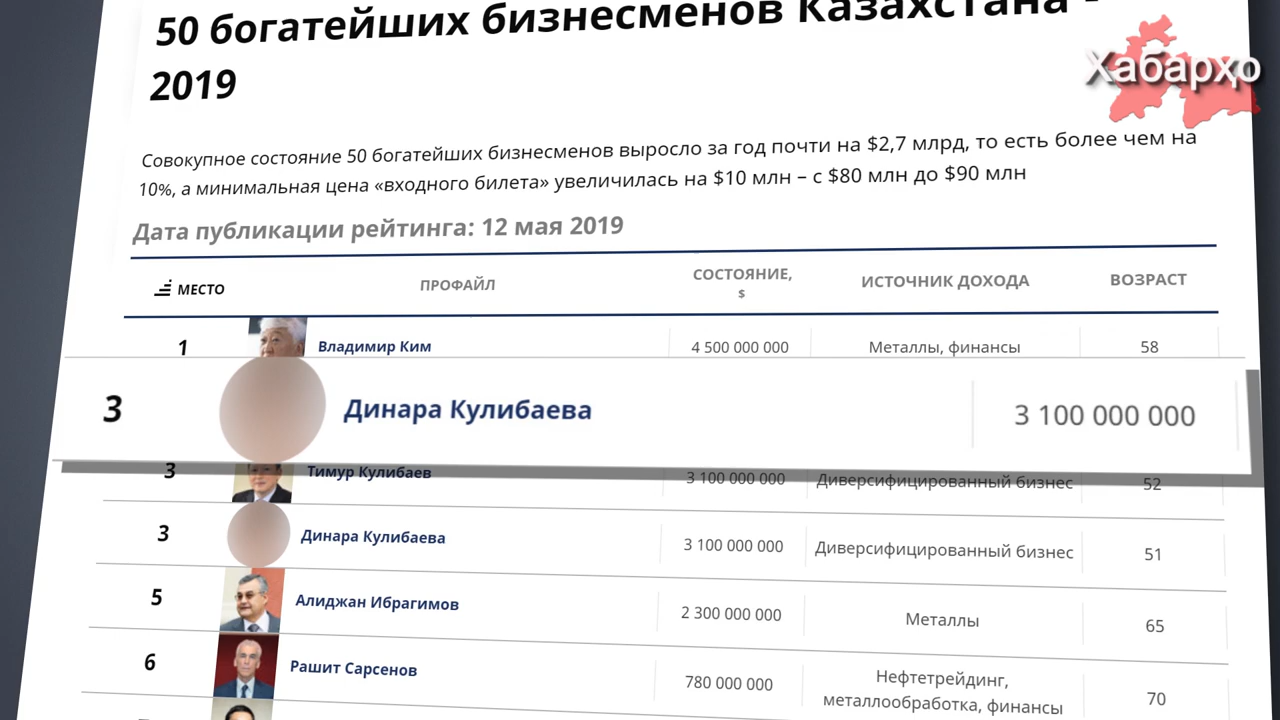 50 богатейших бизнесменов Казахстана -
2019
Хабарҳо
Совокупное состояние 50 богатейших бизнесменов выросло за год почти на $2,7 млрд, то есть более чем на
10%, а минимальная цена «входного билета» увеличилась на $10 млн – с $80 млн до $90 млн
Дата публикации рейтинга: 12 мая 2019
МЕСТО ПРОФАЙЛ СОСТОЯНИЕ, $ ИСТОЧНИК ДОХОДА ВОЗРАСТ
1 Владимир Ким 4 500 000 000 Металлы, финансы 58
3 Динара Кулибаева 3 100 000 000
3 Тимур Кулибаев 3 100 000 000 Диверсифицированный бизнес 52
3 Динара Кулибаева 3 100 000 000 Диверсифицированный бизнес 51
5 Алиджан Ибрагимов 2 300 000 000 Металлы 65
6 Рашит Сарсенов 780 000 000 Нефтетрейдинг, 70
металлообработка, финансы